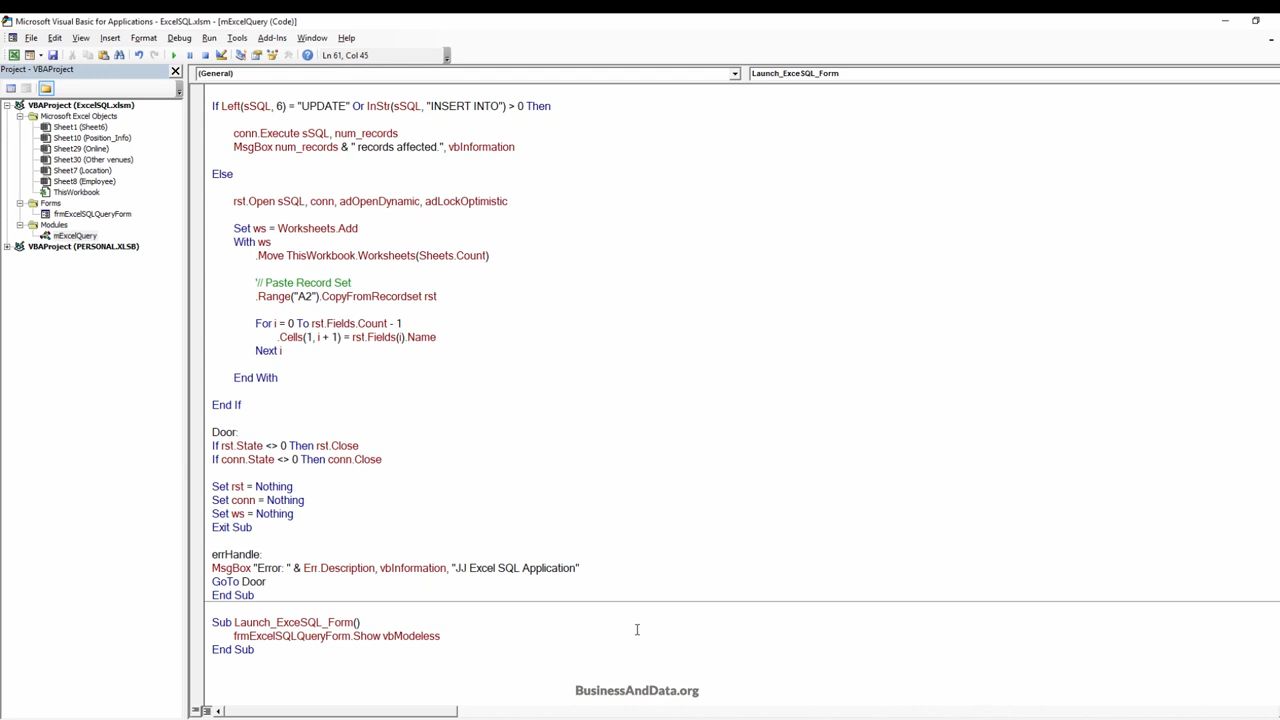 Microsoft Visual Basic for Applications - ExcelSQL.xlsm - [mExcelQuery (Code)]
File Edit View Insert Format Debug Run Tools Add-Ins Window Help
Ln 61, Col 45
Project - VBAProject
(General) Launch_ExceSQL_Form
VBAProject (ExcelSQL.xlsm)
Microsoft Excel Objects
Sheet1 (Sheet6)
Sheet10 (Position_Info)
Sheet29 (Online)
Sheet30 (Other venues)
Sheet7 (Location)
Sheet8 (Employee)
ThisWorkbook
Forms
frmExcelSQLQueryForm
Modules
mExcelQuery
VBAProject (PERSONAL.XLSB)
If Left(sSQL, 6) = "UPDATE" Or InStr(sSQL, "INSERT INTO") > 0 Then
conn.Execute sSQL, num_records
MsgBox num_records & " records affected.", vbInformation
Else
rst.Open sSQL, conn, adOpenDynamic, adLockOptimistic
Set ws = Worksheets.Add
With ws
.Move ThisWorkbook.Worksheets(Sheets.Count)
'// Paste Record Set
.Range("A2").CopyFromRecordset rst
For i = 0 To rst.Fields.Count - 1
.Cells(1, i + 1) = rst.Fields(i).Name
Next i
End With
End If
Door:
If rst.State <> 0 Then rst.Close
If conn.State <> 0 Then conn.Close
Set rst = Nothing
Set conn = Nothing
Set ws = Nothing
Exit Sub
errHandle:
MsgBox "Error: " & Err.Description, vbInformation, "JJ Excel SQL Application"
GoTo Door
End Sub
Sub Launch_ExceSQL_Form()
frmExcelSQLQueryForm.Show vbModeless
End Sub
BusinessAndData.org